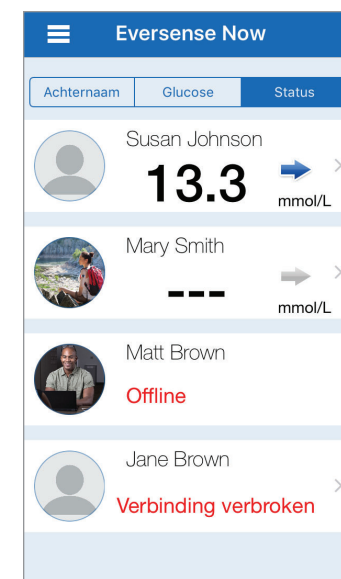 Eversense Now
Achternaam Glucose Status
Susan Johnson
13.3
mmol/L
Mary Smith
---
mmol/L
Matt Brown
Offline
Jane Brown
Verbinding verbroken